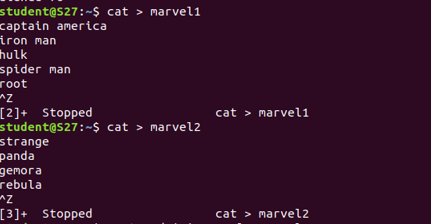 student@S27:~$ cat > marvel1
captain america
iron man
hulk
spider man
root
^Z
[2]+  Stopped                 cat > marvel1
student@S27:~$ cat > marvel2
strange
panda
gemora
rebula
^Z
[3]+  Stopped                 cat > marvel2